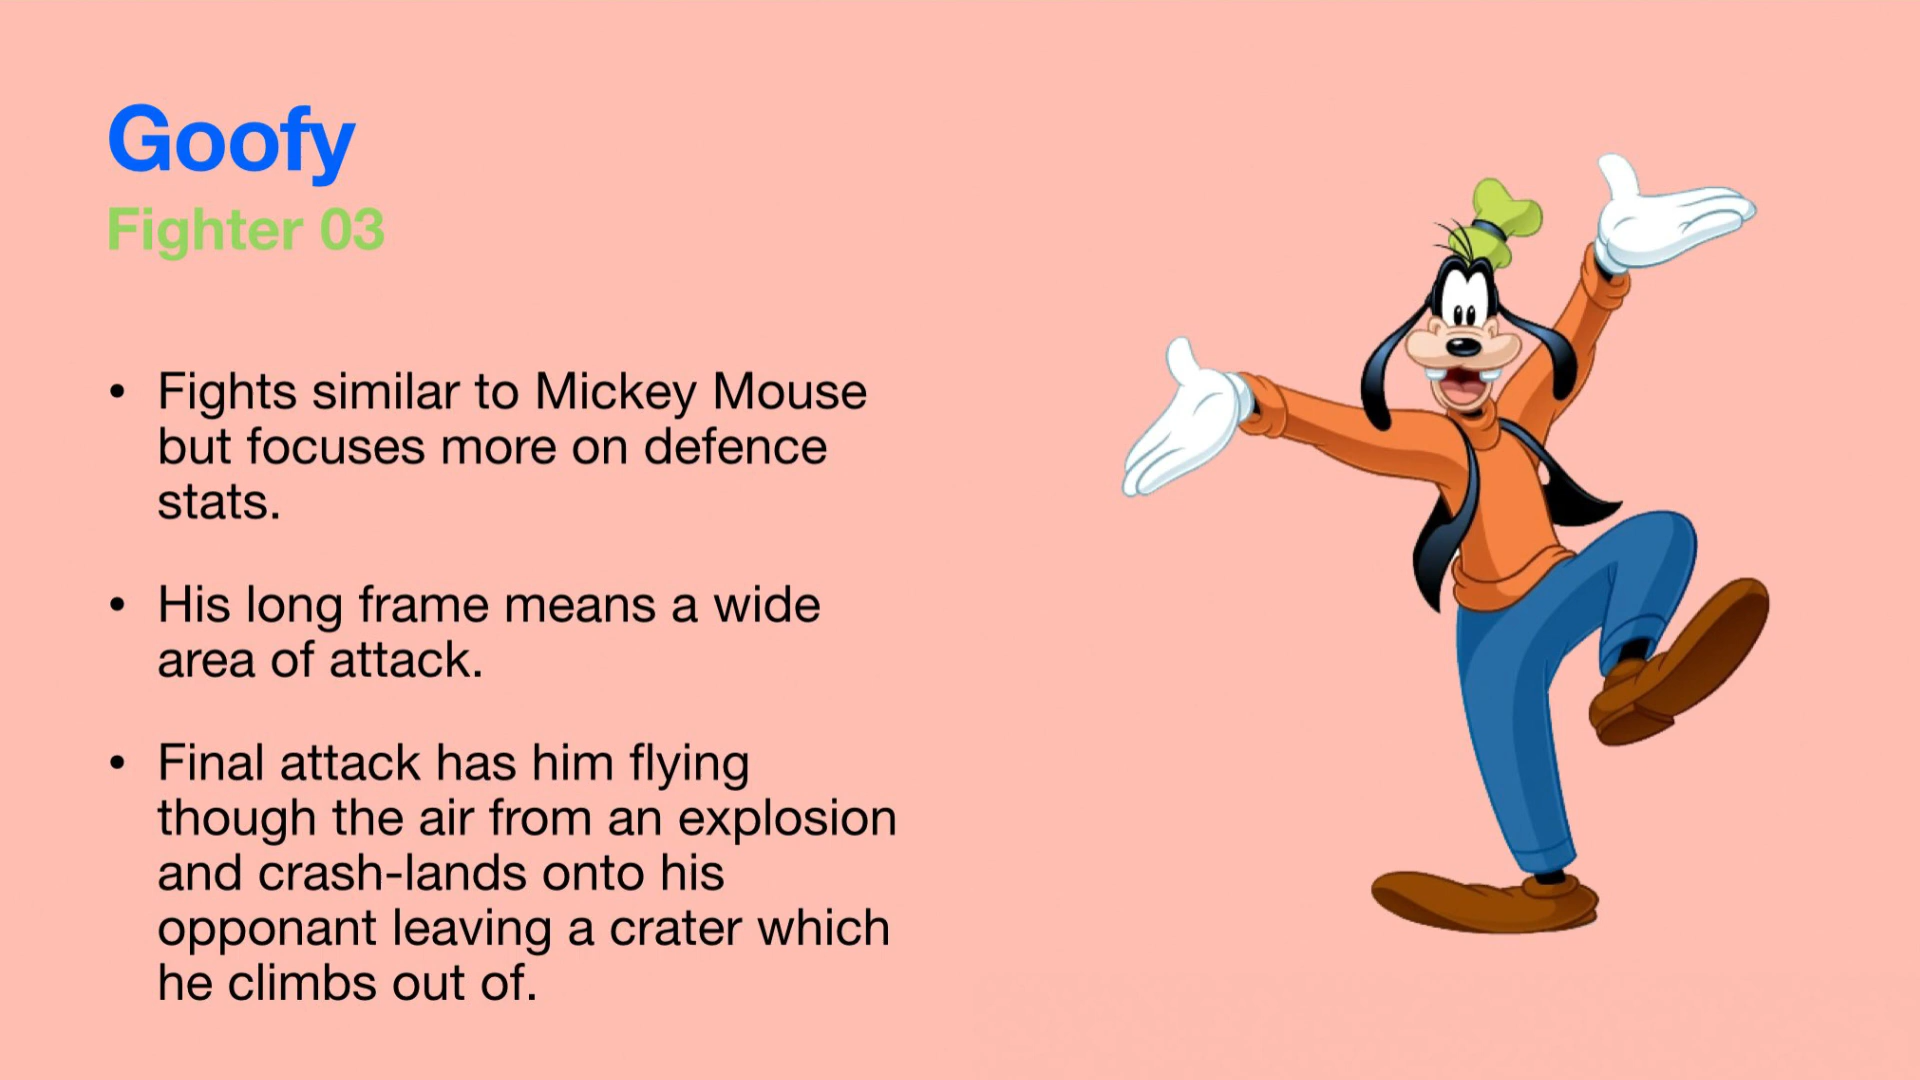 Goofy
Fighter 03
• Fights similar to Mickey Mouse
but focuses more on defence
stats.
• His long frame means a wide
area of attack.
• Final attack has him flying
though the air from an explosion
and crash-lands onto his
opponant leaving a crater which
he climbs out of.